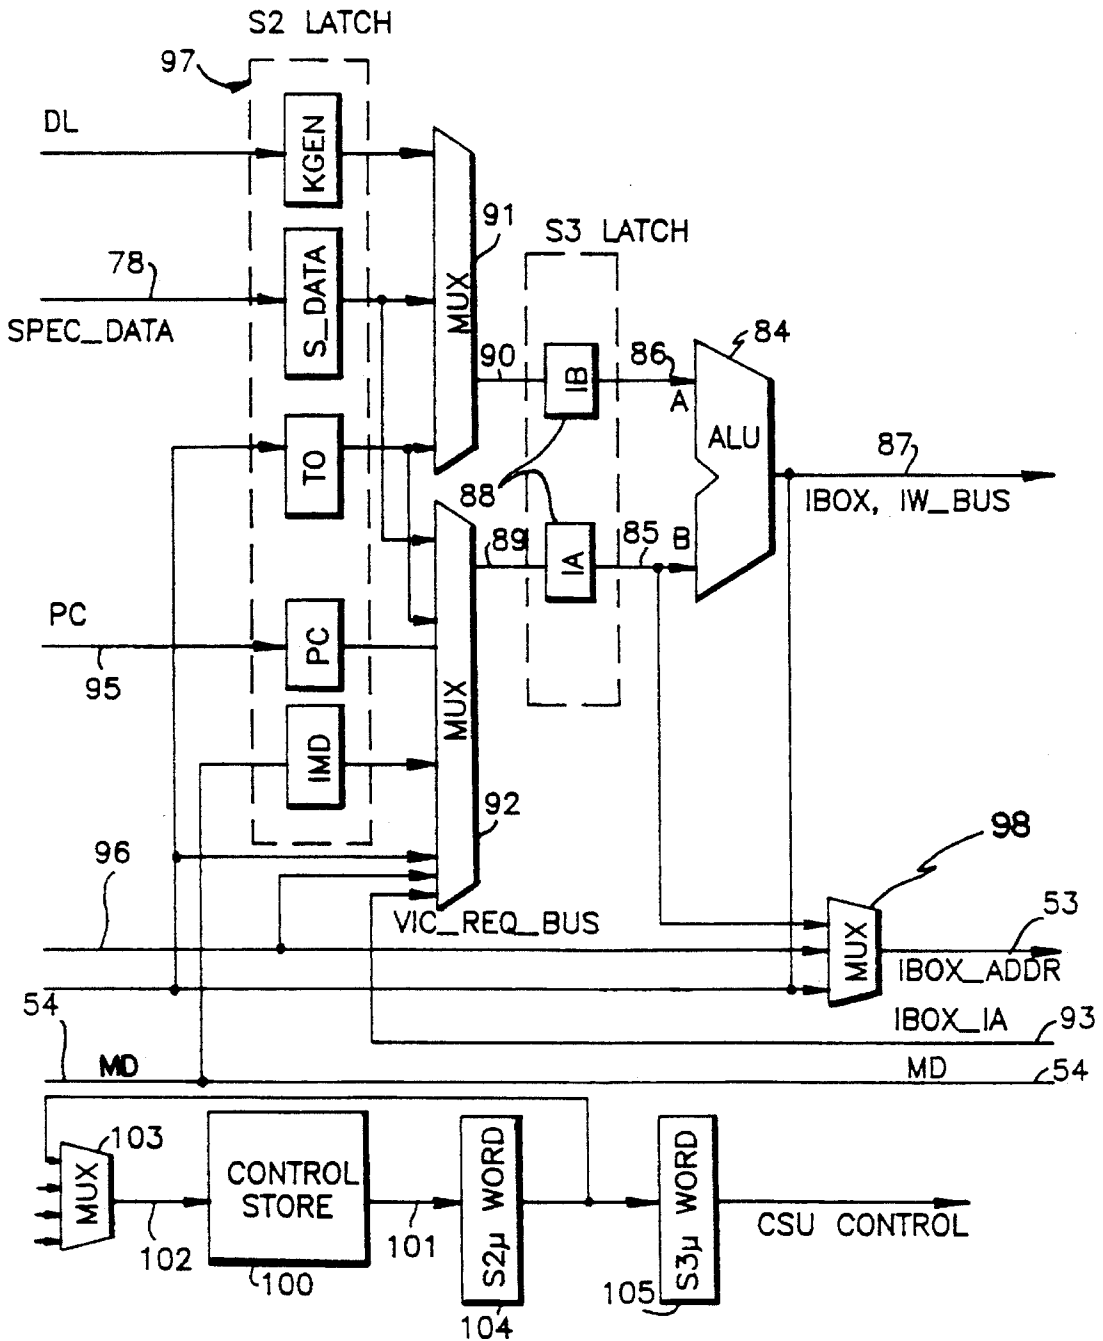 S2 LATCH
97
DL
KGEN
91
S3 LATCH
78
S_DATA
MUX
SPEC_DATA
84
90
IB
86
A
TO
ALU
87
88
IBOX, IW_BUS
89
IA
85
B
PC
PC
95
MUX
IMD
92
98
96
VIC_REQ_BUS
53
MUX
IBOX_ADDR
54
IBOX_IA
93
MD
MD
54
103
MUX
CONTROL
STORE
S2μ WORD
S3μ WORD
102
101
CSU CONTROL
100
104
105